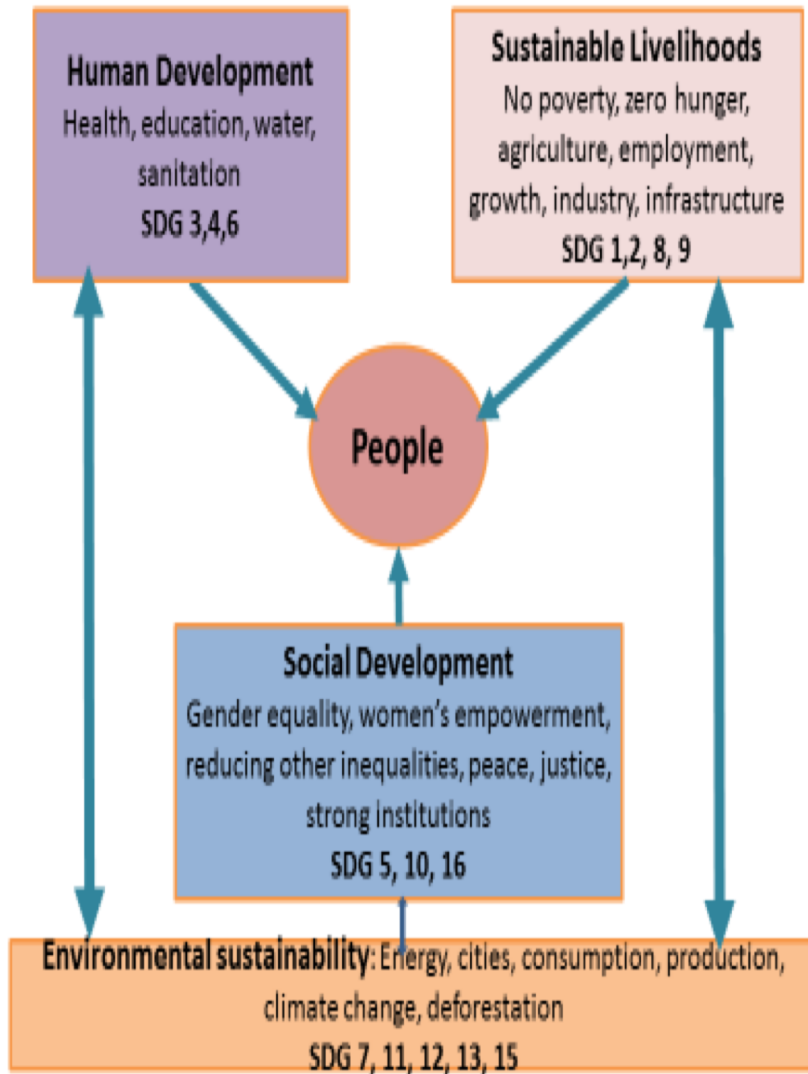 Human Development
Health, education, water,
sanitation
SDG 3,4,6
Sustainable Livelihoods
No poverty, zero hunger,
agriculture, employment,
growth, industry, infrastructure
SDG 1,2, 8, 9
People
Social Development
Gender equality, women's empowerment,
reducing other inequalities, peace, justice,
strong institutions
SDG 5, 10, 16
Environmental sustainability: Energy, cities, consumption, production,
climate change, deforestation
SDG 7, 11, 12, 13, 15